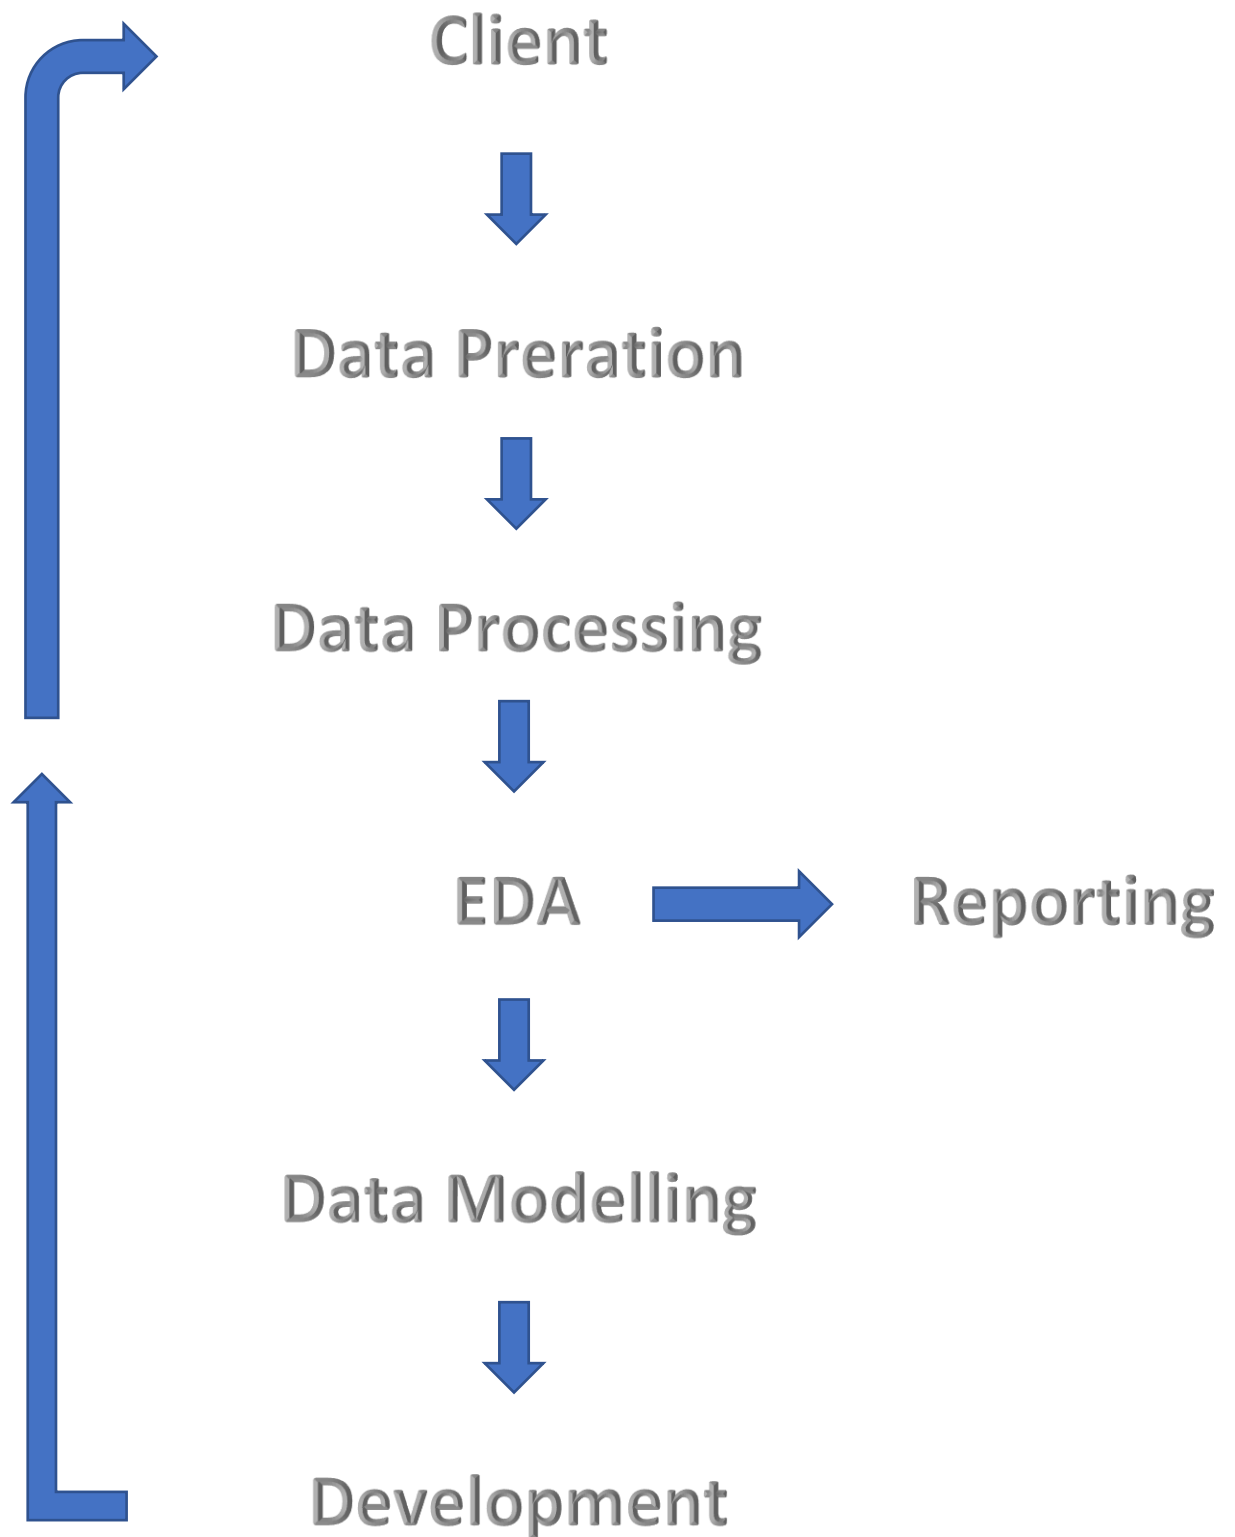 Client
Data Preration
Data Processing
EDA
Reporting
Data Modelling
Development